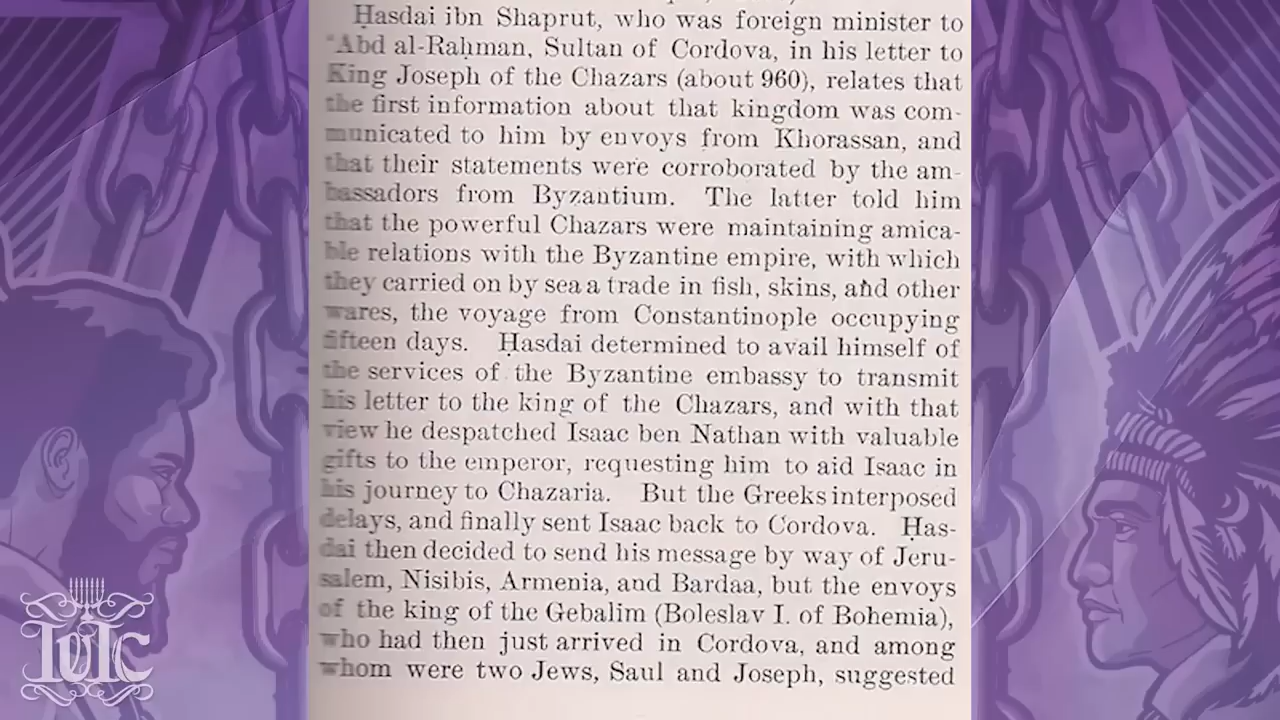 Ḥasdai ibn Shaprut, who was foreign minister to
'Abd al-Raḥman, Sultan of Cordova, in his letter to
King Joseph of the Chazars (about 960), relates that
the first information about that kingdom was com-
municated to him by envoys from Khorassan, and
that their statements were corroborated by the am-
bassadors from Byzantium. The latter told him
that the powerful Chazars were maintaining amica-
ble relations with the Byzantine empire, with which
they carried on by sea a trade in fish, skins, and other
wares, the voyage from Constantinople occupying
fifteen days. Ḥasdai determined to avail himself of
the services of the Byzantine embassy to transmit
his letter to the king of the Chazars, and with that
view he despatched Isaac ben Nathan with valuable
gifts to the emperor, requesting him to aid Isaac in
his journey to Chazaria. But the Greeks interposed
delays, and finally sent Isaac back to Cordova. Ḥas-
dai then decided to send his message by way of Jeru-
salem, Nisibis, Armenia, and Bardaa, but the envoys
of the king of the Gebalim (Boleslav I. of Bohemia),
who had then just arrived in Cordova, and among
whom were two Jews, Saul and Joseph, suggested
IUIC